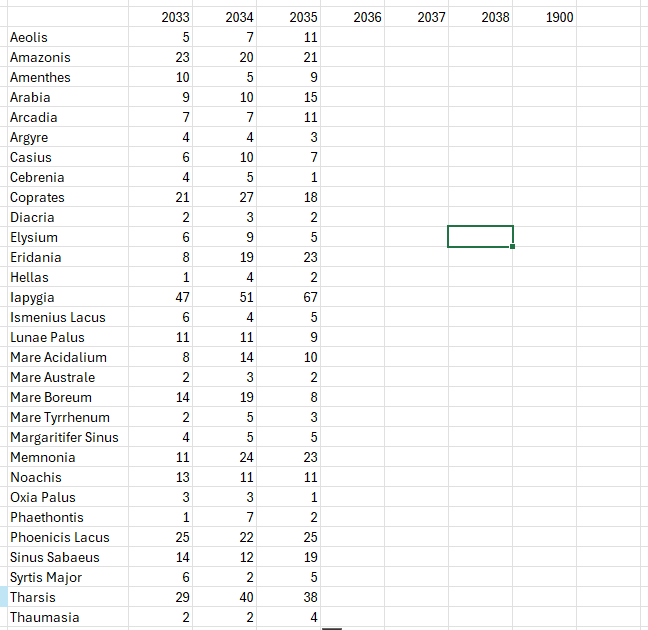 2033 2034 2035 2036 2037 2038 1900
Aeolis 5 7 11
Amazonis 23 20 21
Amenthes 10 5 9
Arabia 9 10 15
Arcadia 7 7 11
Argyre 4 4 3
Casius 6 10 7
Cebrenia 4 5 1
Coprates 21 27 18
Diacria 2 3 2
Elysium 6 9 5
Eridania 8 19 23
Hellas 1 4 2
Iapygia 47 51 67
Ismenius Lacus 6 4 5
Lunae Palus 11 11 9
Mare Acidalium 8 14 10
Mare Australe 2 3 2
Mare Boreum 14 19 8
Mare Tyrrhenum 2 5 3
Margaritifer Sinus 4 5 5
Memnonia 11 24 23
Noachis 13 11 11
Oxia Palus 3 3 1
Phaethontis 1 7 2
Phoenicis Lacus 25 22 25
Sinus Sabaeus 14 12 19
Syrtis Major 6 2 5
Tharsis 29 40 38
Thaumasia 2 2 4